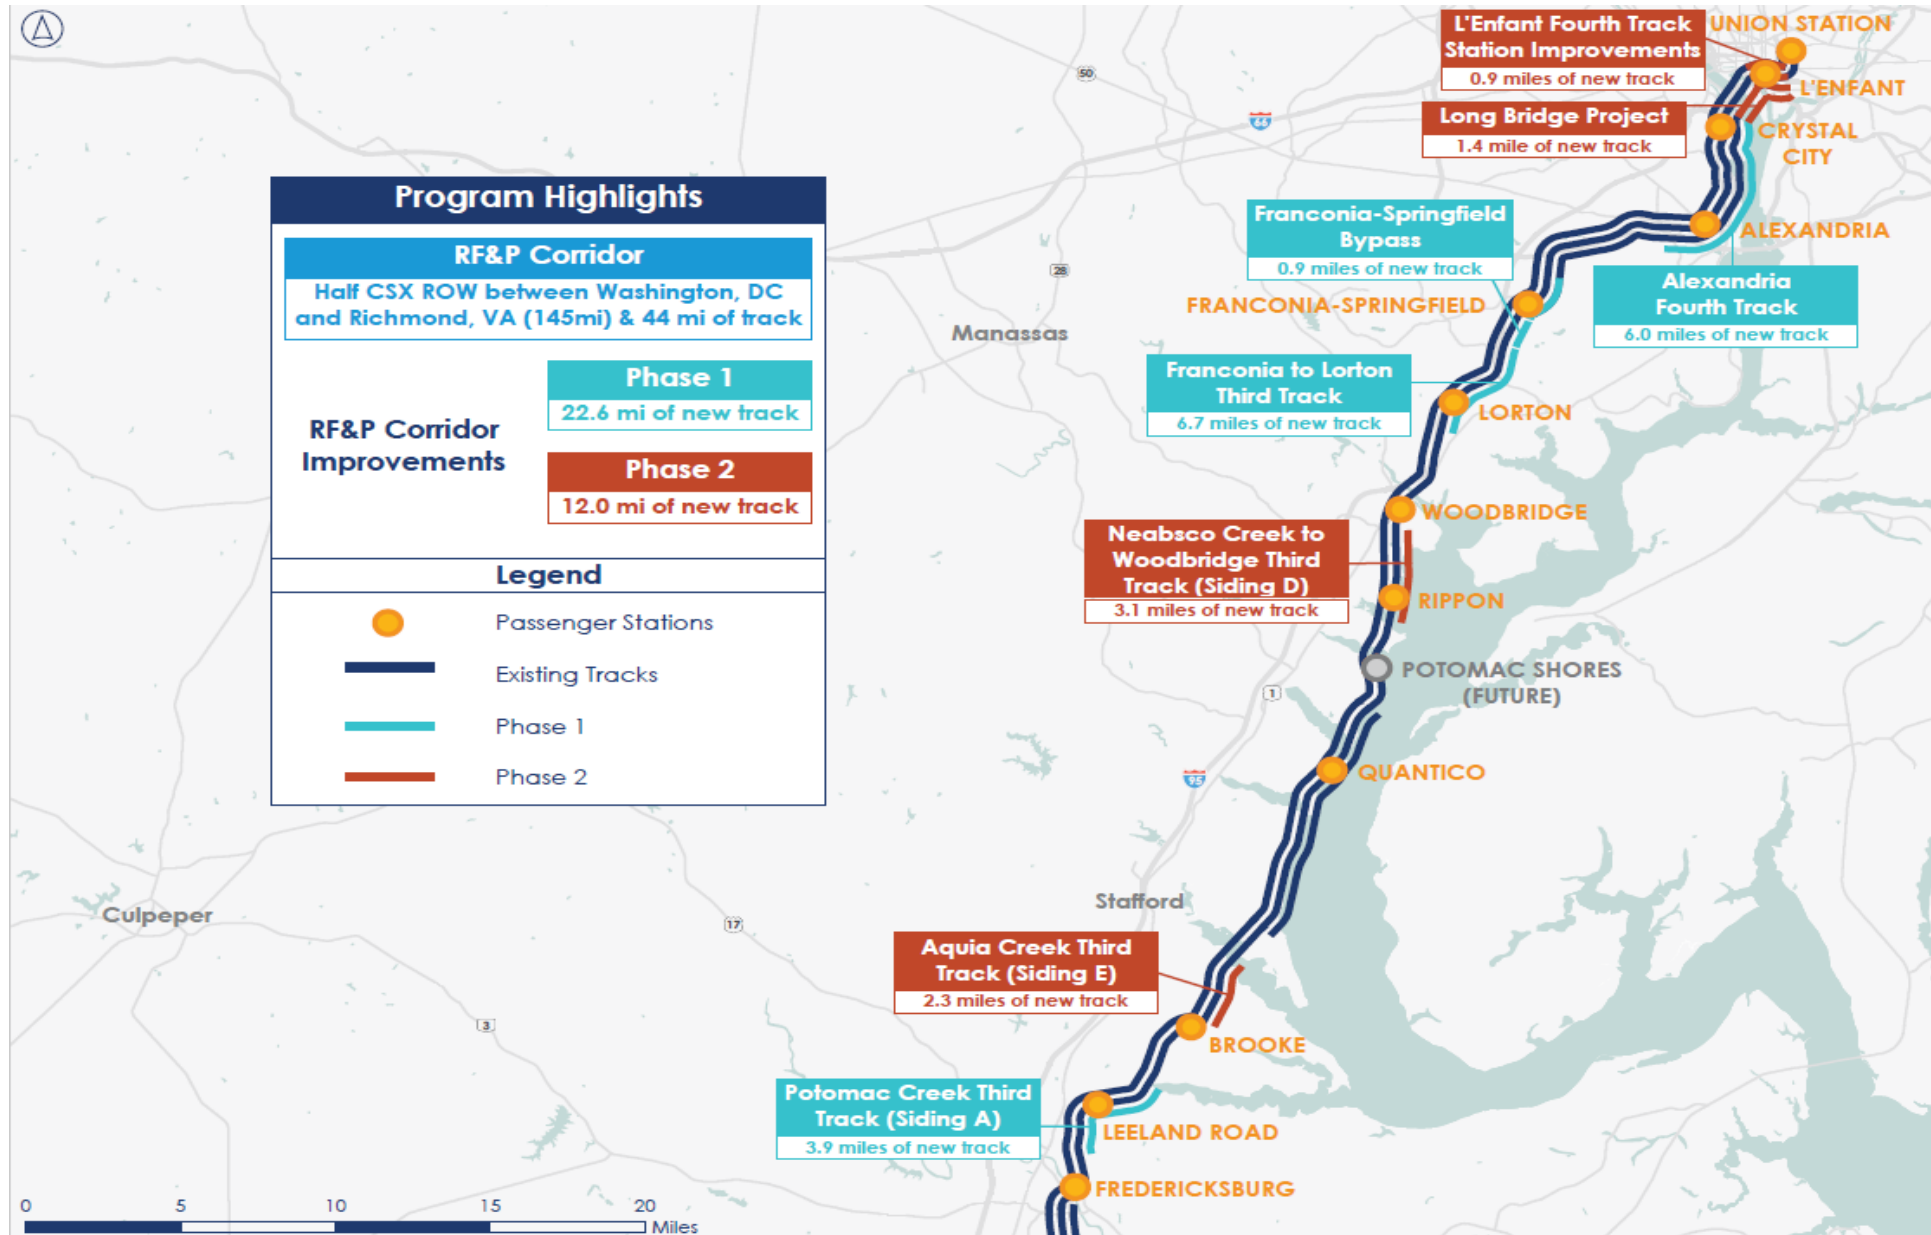 L'Enfant Fourth Track
Station Improvements
0.9 miles of new track
UNION STATION
L'ENFANT
Long Bridge Project
1.4 mile of new track
CRYSTAL
CITY
50
66
Program Highlights
RF&P Corridor
Half CSX ROW between Washington, DC
and Richmond, VA (145mi) & 44 mi of track
RF&P Corridor
Improvements
Phase 1
22.6 mi of new track
Phase 2
12.0 mi of new track
Legend
Passenger Stations
Existing Tracks
Phase 1
Phase 2
Franconia-Springfield
Bypass
0.9 miles of new track
ALEXANDRIA
28
Alexandria
Fourth Track
6.0 miles of new track
FRANCONIA-SPRINGFIELD
Manassas
Franconia to Lorton
Third Track
6.7 miles of new track
LORTON
WOODBRIDGE
Neabsco Creek to
Woodbridge Third
Track (Siding D)
3.1 miles of new track
RIPPON
POTOMAC SHORES
(FUTURE)
1
QUANTICO
95
Stafford
Culpeper
17
Aquia Creek Third
Track (Siding E)
2.3 miles of new track
3
BROOKE
Potomac Creek Third
Track (Siding A)
3.9 miles of new track
LEELAND ROAD
FREDERICKSBURG
0 5 10 15 20
Miles